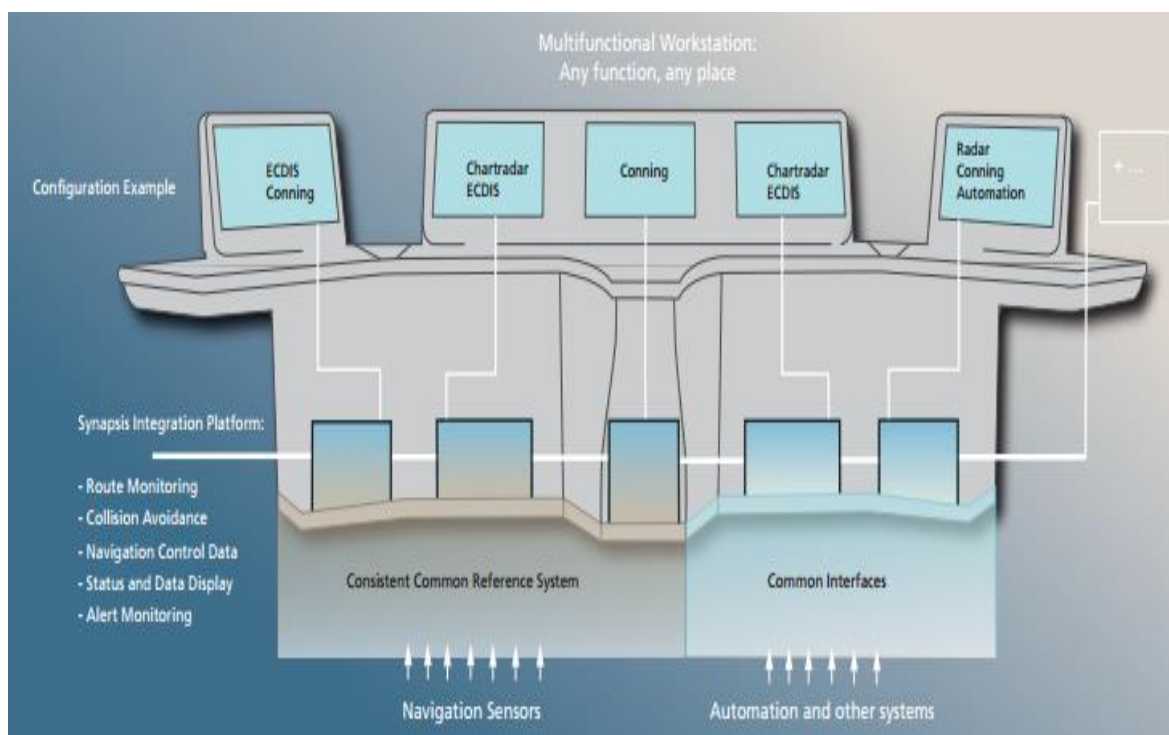 Multifunctional Workstation:
Any function, any place
Configuration Example
ECDIS
Conning
Chartradar
ECDIS
Conning
Chartradar
ECDIS
Radar
Conning
Automation
+ ...
Synapsis Integration Platform:
- Route Monitoring
- Collision Avoidance
- Navigation Control Data
- Status and Data Display
- Alert Monitoring
Consistent Common Reference System
Common Interfaces
Navigation Sensors
Automation and other systems